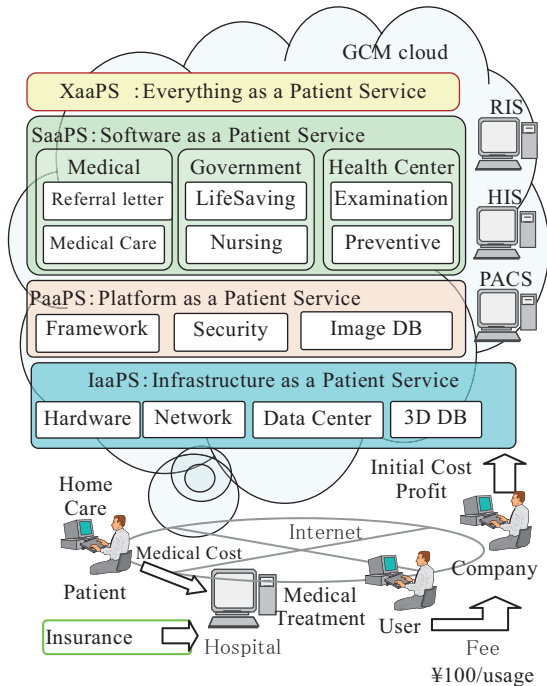 GCM cloud
XaaPS : Everything as a Patient Service
RIS
SaaPS : Software as a Patient Service
Medical
Government
Health Center
Referral letter
LifeSaving
Examination
HIS
Medical Care
Nursing
Preventive
PACS
PaaPS: Platform as a Patient Service
Framework
Security
Image DB
IaaPS : Infrastructure as a Patient Service
Hardware
Network
Data Center
3D DB
Initial Cost
Profit
Home
Care
Internet
Medical Cost
Company
Patient
Medical
Treatment
User
Insurance
Hospital
Fee
¥100/usage